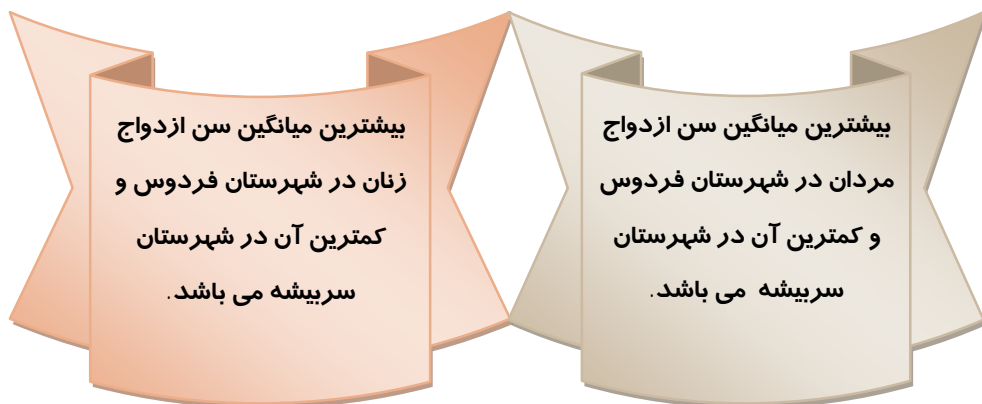 بیشترین میانگین سن ازدواج
مردان در شهرستان فردوس
و کمترین آن در شهرستان
سربیشه می باشد.
بیشترین میانگین سن ازدواج
زنان در شهرستان فردوس و
کمترین آن در شهرستان
سربیشه می باشد.